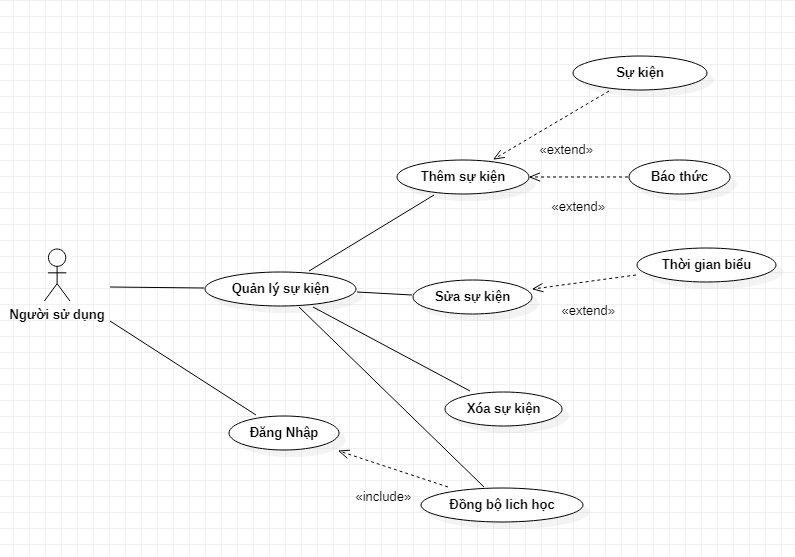 Sự kiện
«extend»
Thêm sự kiện
Báo thức
«extend»
Thời gian biểu
Quản lý sự kiện
Sửa sự kiện
«extend»
Người sử dụng
Xóa sự kiện
Đăng Nhập
«include»
Đồng bộ lich học